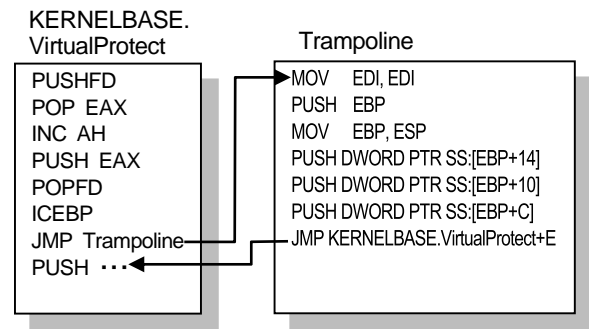 KERNELBASE.
VirtualProtect
PUSHFD
POP EAX
INC AH
PUSH EAX
POPFD
ICEBP
JMP Trampoline
PUSH ···
Trampoline
MOV EDI, EDI
PUSH EBP
MOV EBP, ESP
PUSH DWORD PTR SS:[EBP+14]
PUSH DWORD PTR SS:[EBP+10]
PUSH DWORD PTR SS:[EBP+C]
JMP KERNELBASE.VirtualProtect+E